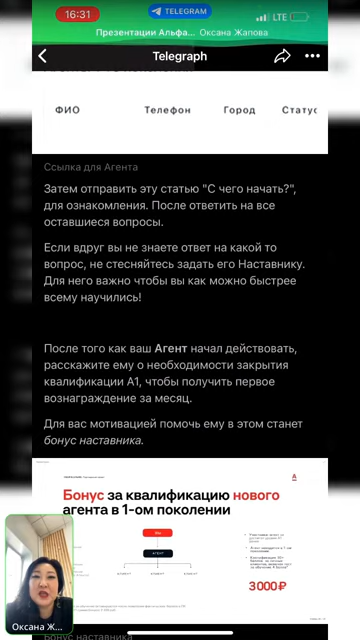 16:31
TELEGRAM
LTE
Презентации Альфа... Оксана Жапова
Telegraph
ФИО Телефон Город Статус
Ссылка для Агента
Затем отправить эту статью "С чего начать?",
для ознакомления. После ответить на все
оставшиеся вопросы.
Если вдруг вы не знаете ответ на какой то
вопрос, не стесняйтесь задать его Наставнику.
Для него важно чтобы вы как можно быстрее
всему научились!
После того как ваш Агент начал действовать,
расскажите ему о необходимости закрытия
квалификации А1, чтобы получить первое
вознаграждение за месяц.
Для вас мотивацией помочь ему в этом станет
бонус наставника.
Бонус за квалификацию нового
агента в 1-ом поколении
3000₽
Оксана Ж...
Бонус наставника